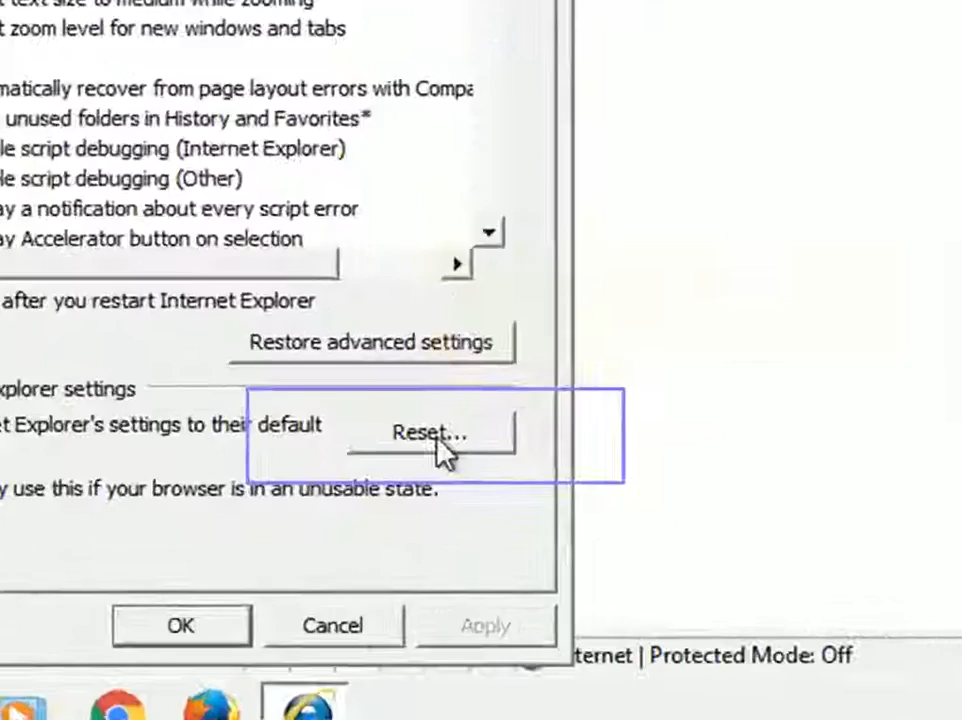 text size to medium while zooming
t zoom level for new windows and tabs
matically recover from page layout errors with Compa
unused folders in History and Favorites*
le script debugging (Internet Explorer)
le script debugging (Other)
ay a notification about every script error
ay Accelerator button on selection
after you restart Internet Explorer
Restore advanced settings
xplorer settings
et Explorer's settings to their default
Reset...
y use this if your browser is in an unusable state.
OK
Cancel
Apply
ternet | Protected Mode: Off